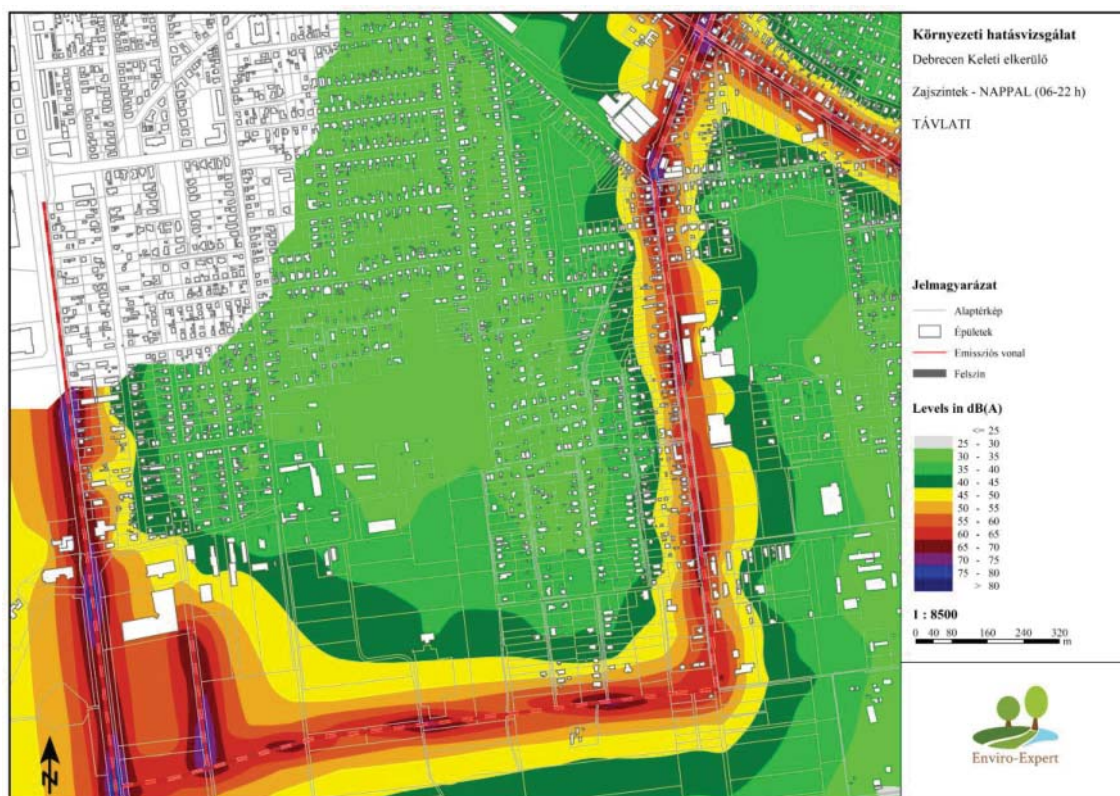 Környezeti hatásvizsgálat
Debrecen Keleti elkerülő
Zajszintek - NAPPAL (06-22 h)
TÁVLATI
Jelmagyarázat
Alaptérkép
Épületek
Emissziós vonal
Felszín
Levels in dB(A)
<= 25
25 - 30
30 - 35
35 - 40
40 - 45
45 - 50
50 - 55
55 - 60
60 - 65
65 - 70
70 - 75
75 - 80
> 80
1 : 8500
0 40 80 160 240 320
m
N
Enviro-Expert